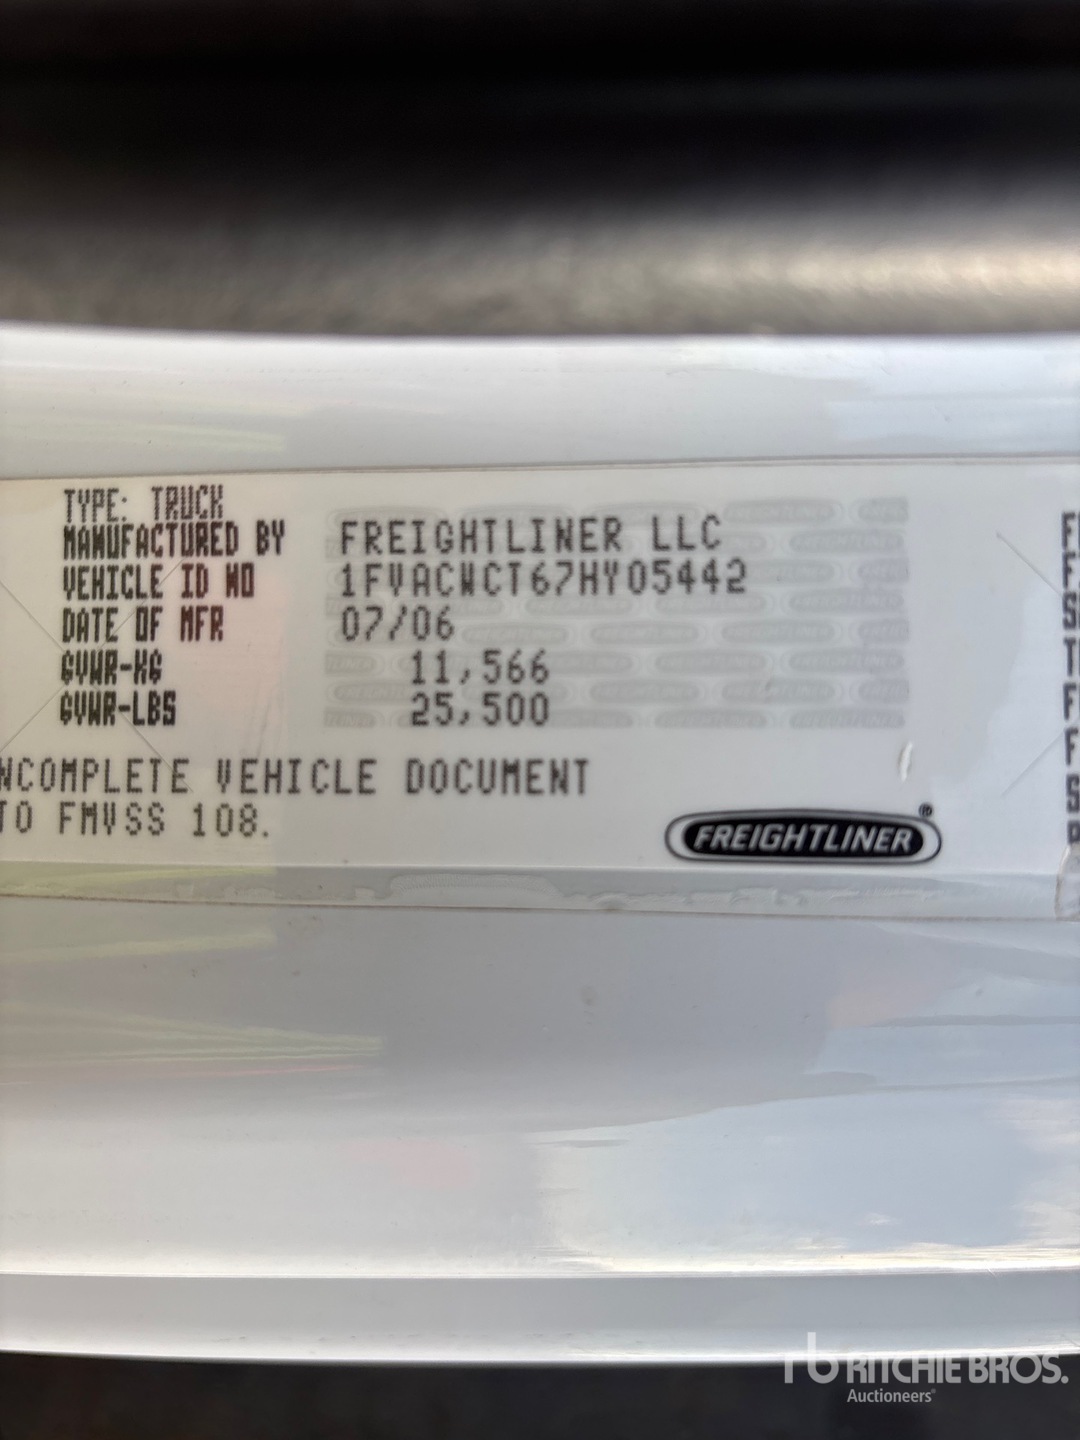 TYPE: TRUCK
MANUFACTURED BY FREIGHTLINER LLC
VEHICLE ID NO 1FVACWCT67HY05442
DATE OF MFR 07/06
GVWR-KG 11,566
GVWR-LBS 25,500
NCOMPLETE VEHICLE DOCUMENT
TO FMVSS 108.
FREIGHTLINER®
rb RITCHIE BROS.
Auctioneers®